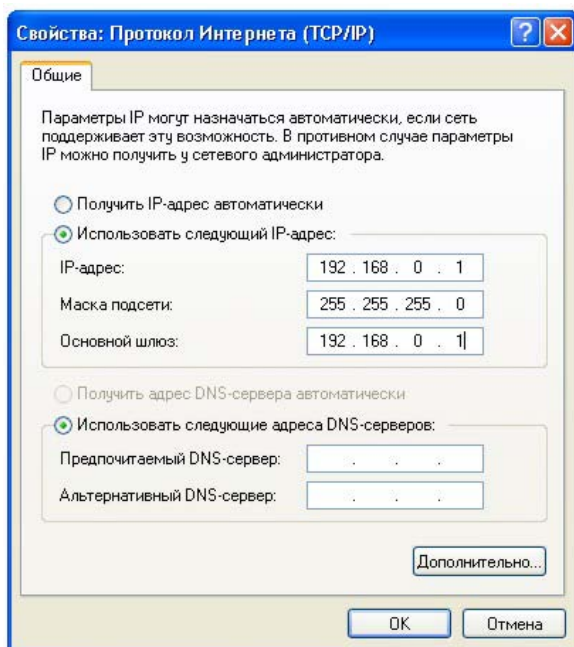 Свойства: Протокол Интернета (TCP/IP)
Общие
Параметры IP могут назначаться автоматически, если сеть
поддерживает эту возможность. В противном случае параметры
IP можно получить у сетевого администратора.
Получить IP-адрес автоматически
Использовать следующий IP-адрес:
IP-адрес: 192 . 168 . 0 . 1
Маска подсети: 255 . 255 . 255 . 0
Основной шлюз: 192 . 168 . 0 . 1
Получить адрес DNS-сервера автоматически
Использовать следующие адреса DNS-серверов:
Предпочитаемый DNS-сервер: . . .
Альтернативный DNS-сервер: . . .
Дополнительно...
OK Отмена